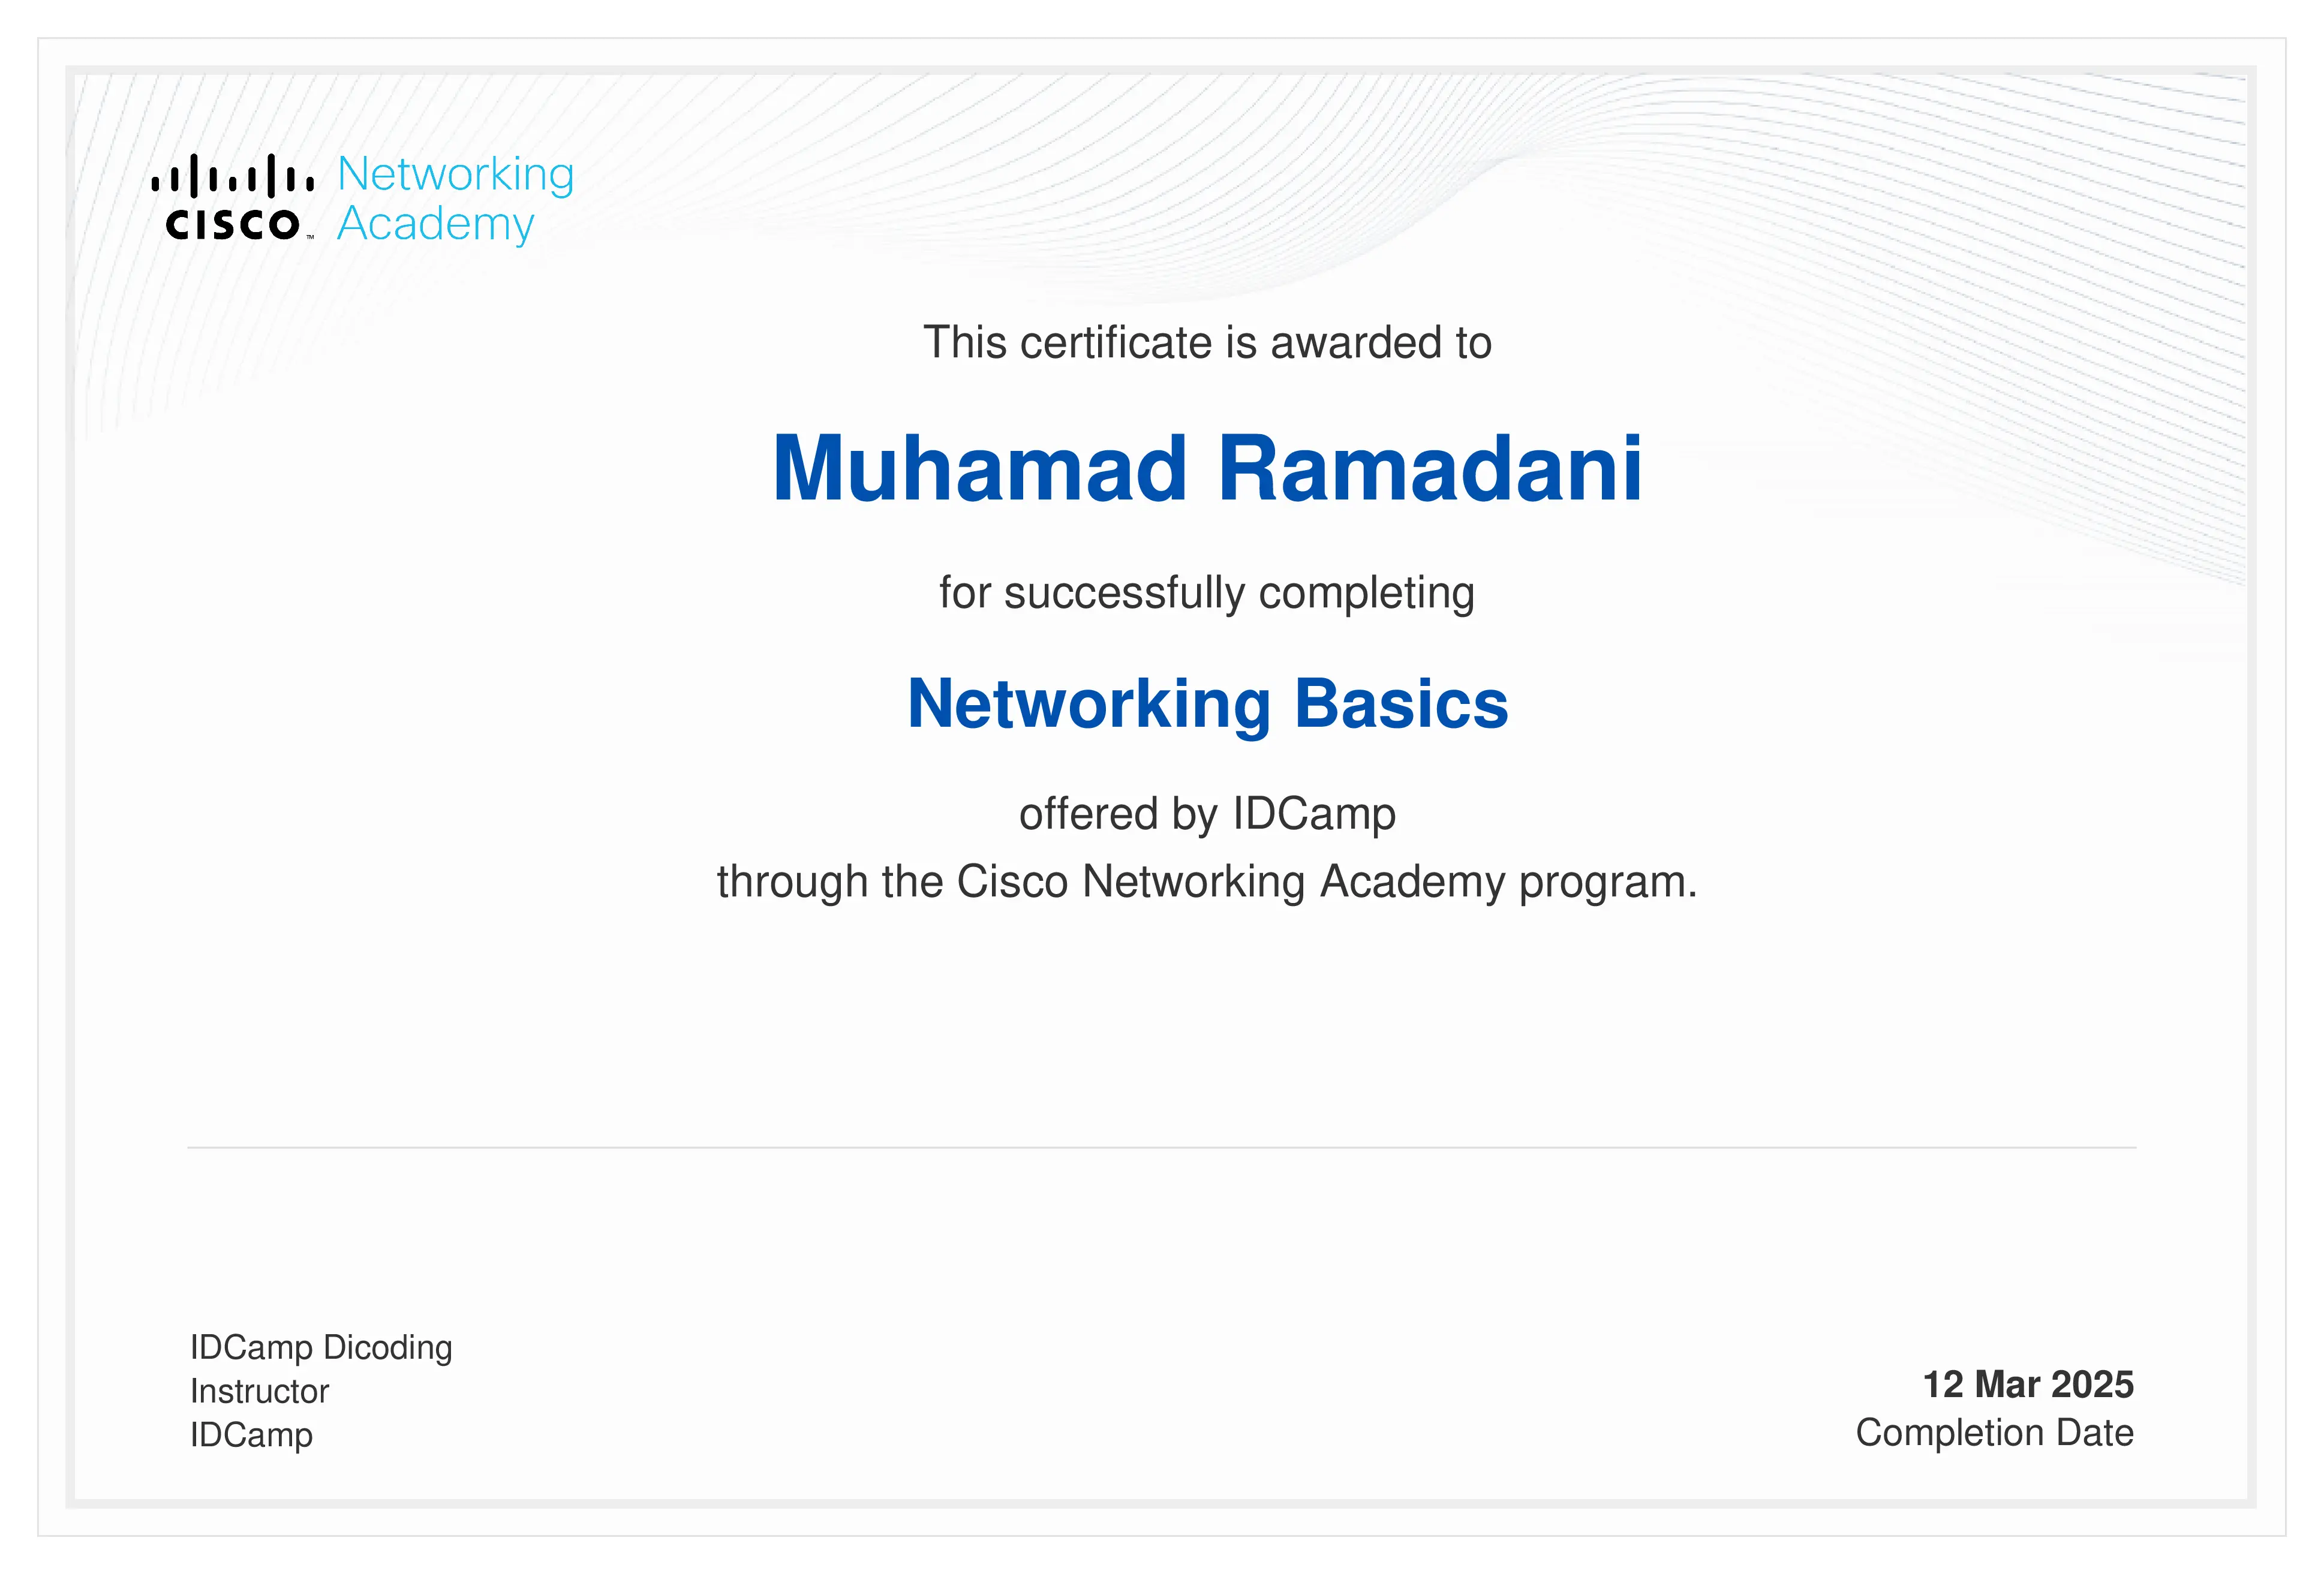 CISCO™
Networking
Academy
This certificate is awarded to
Muhamad Ramadani
for successfully completing
Networking Basics
offered by IDCamp
through the Cisco Networking Academy program.
IDCamp Dicoding
Instructor
IDCamp
12 Mar 2025
Completion Date